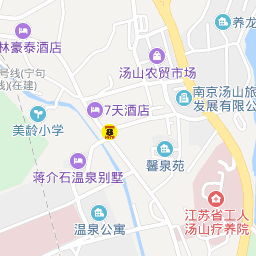 养龙
林豪泰酒店
号线(宁句
线)(在建)
汤山农贸市场
南京汤山旅
发展有限公
7天酒店
美龄小学
馨泉苑
蒋介石温泉别墅
江苏省工人
汤山疗养院
温泉公寓